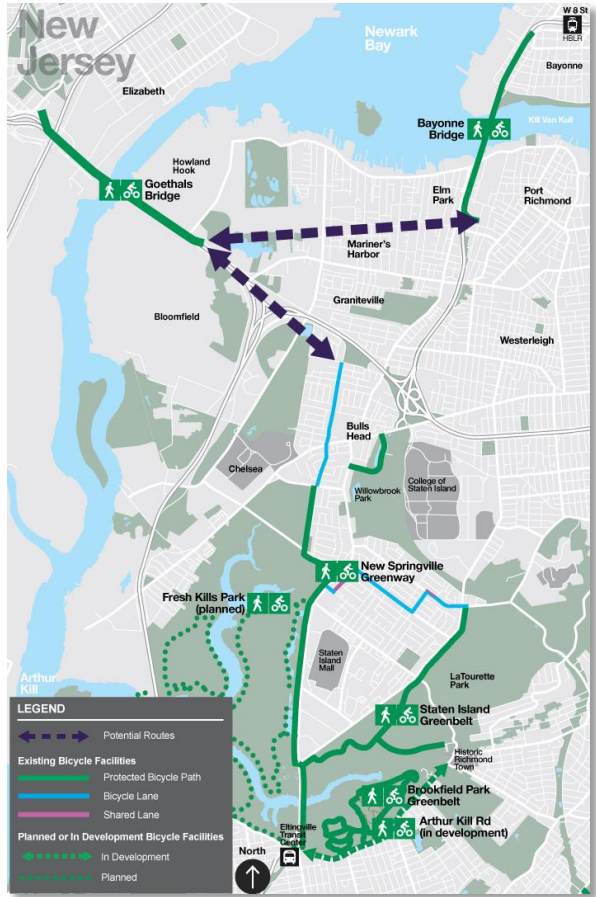 New
Jersey
Newark
Bay
W 8 St
HBLR
Bayonne
Elizabeth
Kill Van Kull
Bayonne
Bridge
Howland
Hook
Goethals
Bridge
Elm
Park
Port
Richmond
Mariner's
Harbor
Graniteville
Bloomfield
Westerleigh
Bulls
Head
Chelsea
Willowbrook
Park
College of
Staten Island
New Springville
Greenway
Fresh Kills Park
(planned)
Staten
Island
Mall
Arthur
Kill
LaTourette
Park
Staten Island
Greenbelt
Historic
Richmond
Town
Brookfield Park
Greenbelt
Arthur Kill Rd
(in development)
Eltingville
Transit
Center
North
LEGEND
Potential Routes
Existing Bicycle Facilities
Protected Bicycle Path
Bicycle Lane
Shared Lane
Planned or In Development Bicycle Facilities
In Development
Planned